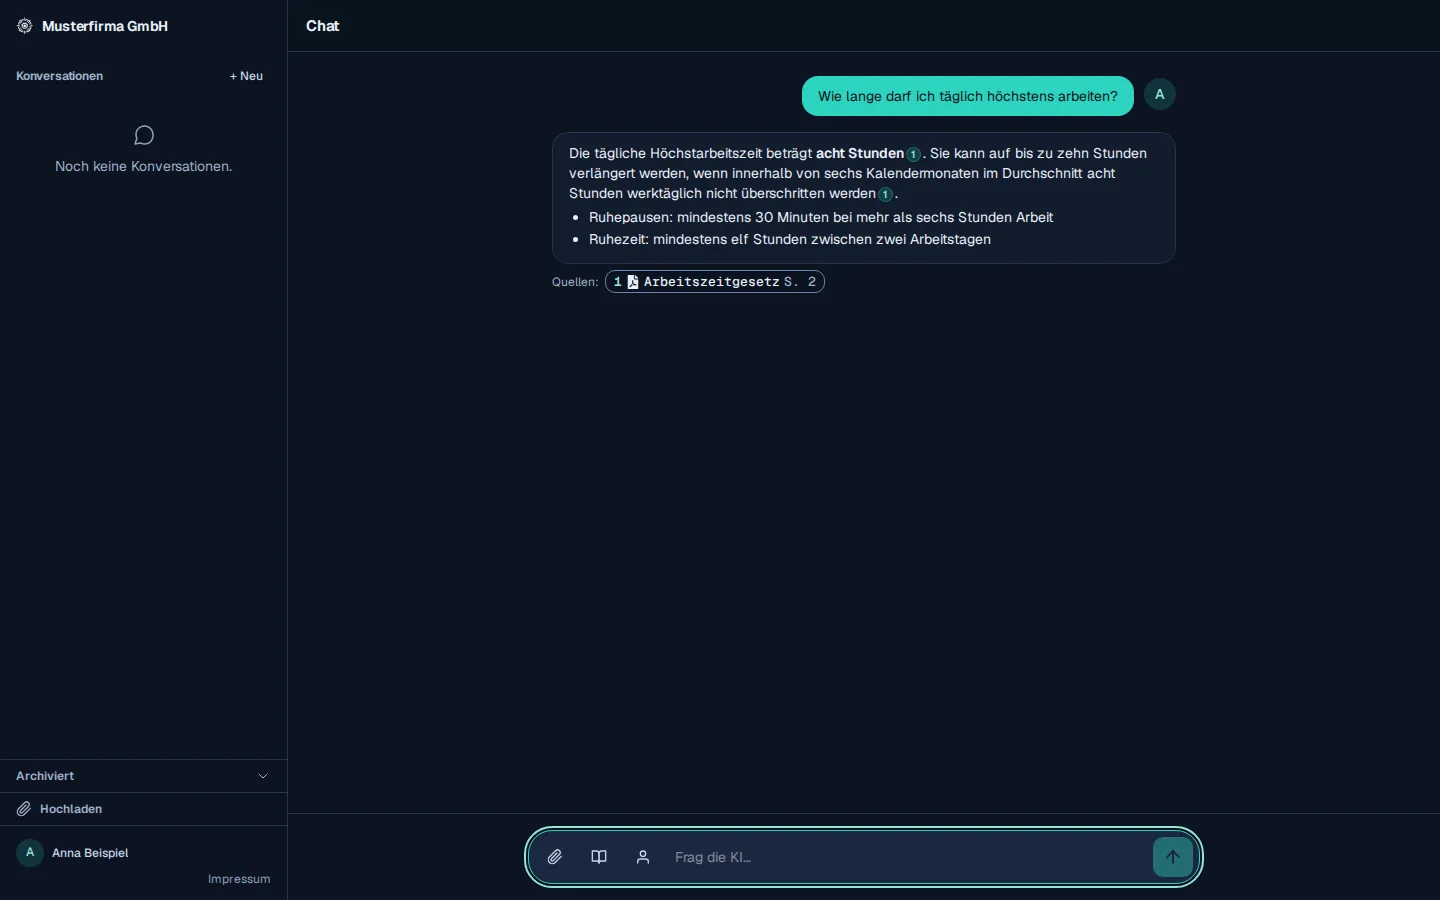 Musterfirma GmbH
Konversationen
+ Neu
Noch keine Konversationen.
Archiviert
Hochladen
A
Anna Beispiel
Impressum
Chat
Wie lange darf ich täglich höchstens arbeiten?
A
Die tägliche Höchstarbeitszeit beträgt acht Stunden 1. Sie kann auf bis zu zehn Stunden
verlängert werden, wenn innerhalb von sechs Kalendermonaten im Durchschnitt acht
Stunden werktäglich nicht überschritten werden 1.
• Ruhepausen: mindestens 30 Minuten bei mehr als sechs Stunden Arbeit
• Ruhezeit: mindestens elf Stunden zwischen zwei Arbeitstagen
Quellen: 1 Arbeitszeitgesetz S. 2
Frag die KI…